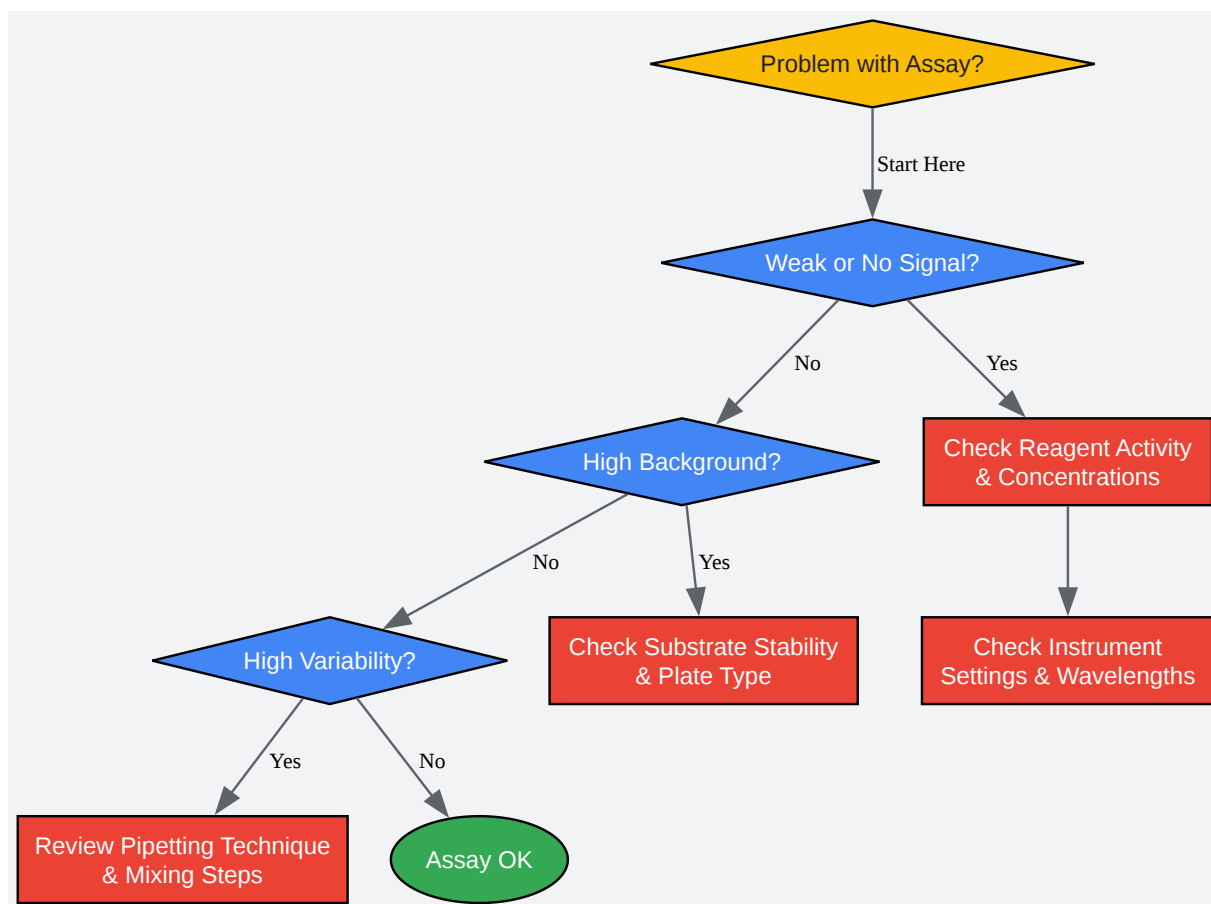 Problem with Assay?
Start Here
Weak or No Signal?
No
Yes
High Background?
Check Reagent Activity
& Concentrations
No
Yes
High Variability?
Check Substrate Stability
& Plate Type
Check Instrument
Settings & Wavelengths
Yes
No
Review Pipetting Technique
& Mixing Steps
Assay OK